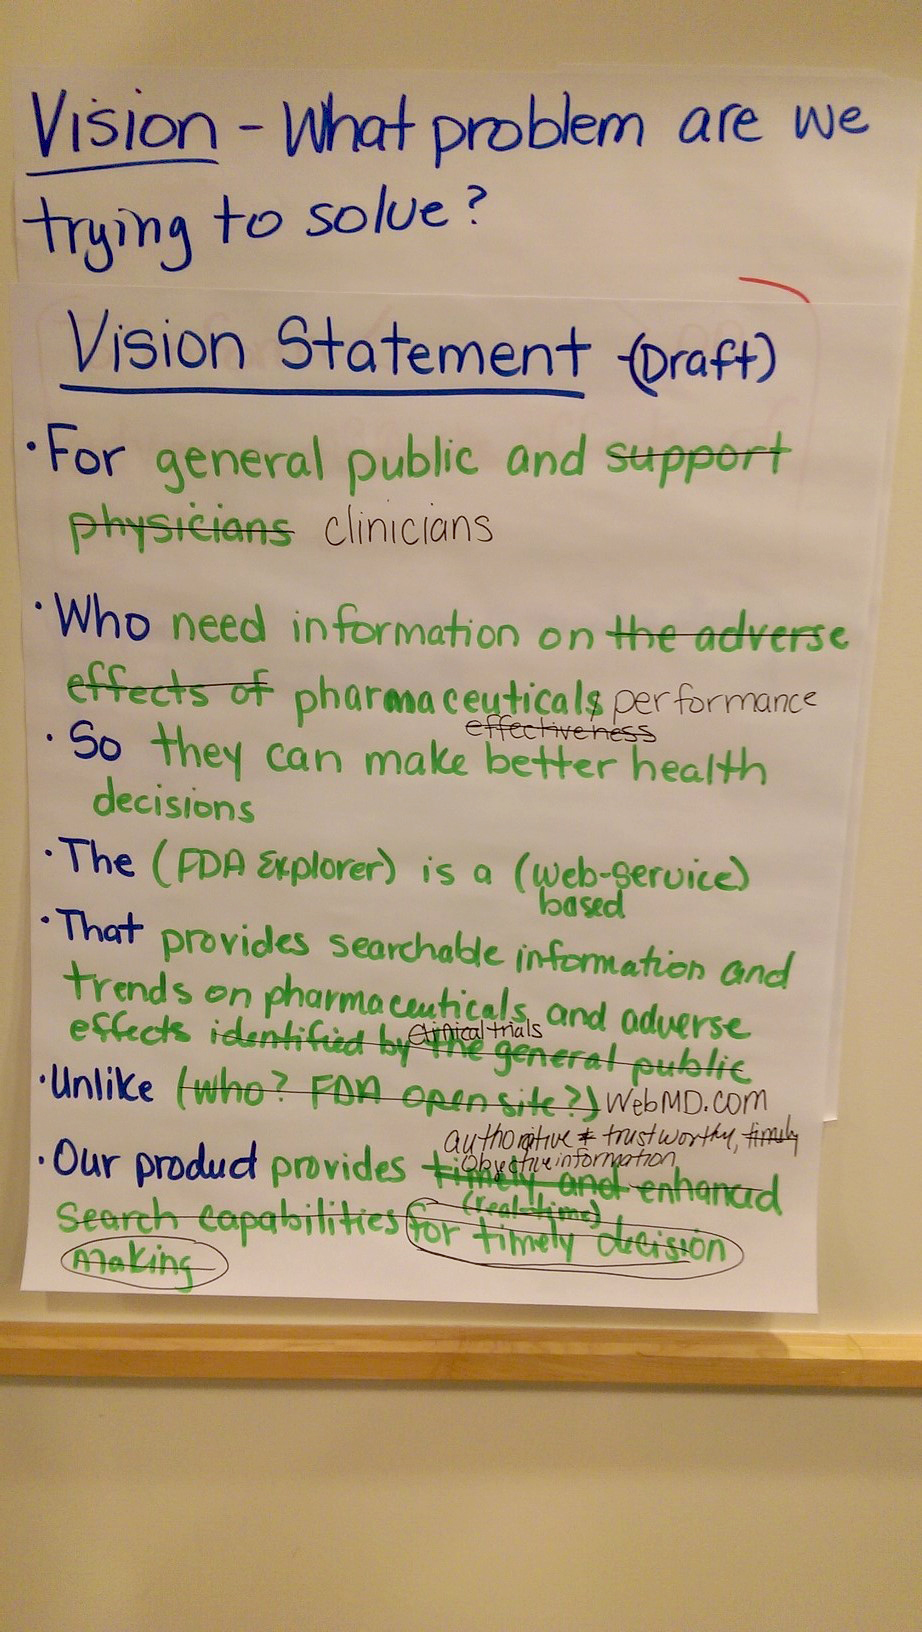 Vision - What problem are we
trying to solve?
Vision Statement - (Draft)
• For general public and support
physicians clinicians
• Who need information on the adverse
effects of pharmaceuticals performance
effectiveness
• So they can make better health
decisions
• The (FDA Explorer) is a (web-service)
based
• That provides searchable information and
trends on pharmaceuticals and adverse
clinical trials
effects identified by the general public
• Unlike (who? FDA open site?) WebMD.com
authoritive & trustworthy, timely
objective information
• Our product provides timely and enhanced
(real-time)
search capabilities for timely decision
making